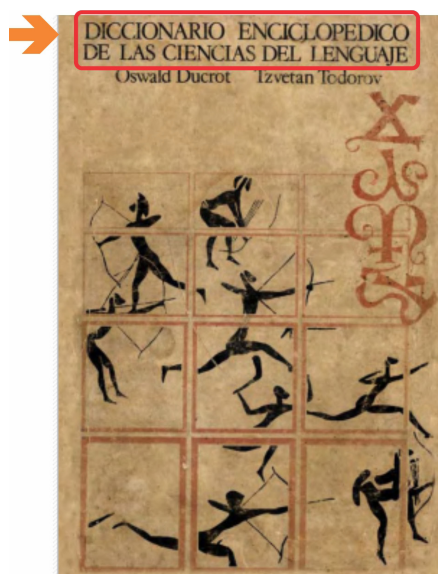 DICCIONARIO ENCICLOPEDICO
DE LAS CIENCIAS DEL LENGUAJE
Oswald Ducrot Tzvetan Todorov